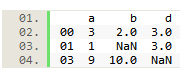 01. a b d
02. 00 3 2.0 3.0
03. 01 1 NaN 3.0
04. 03 9 10.0 NaN